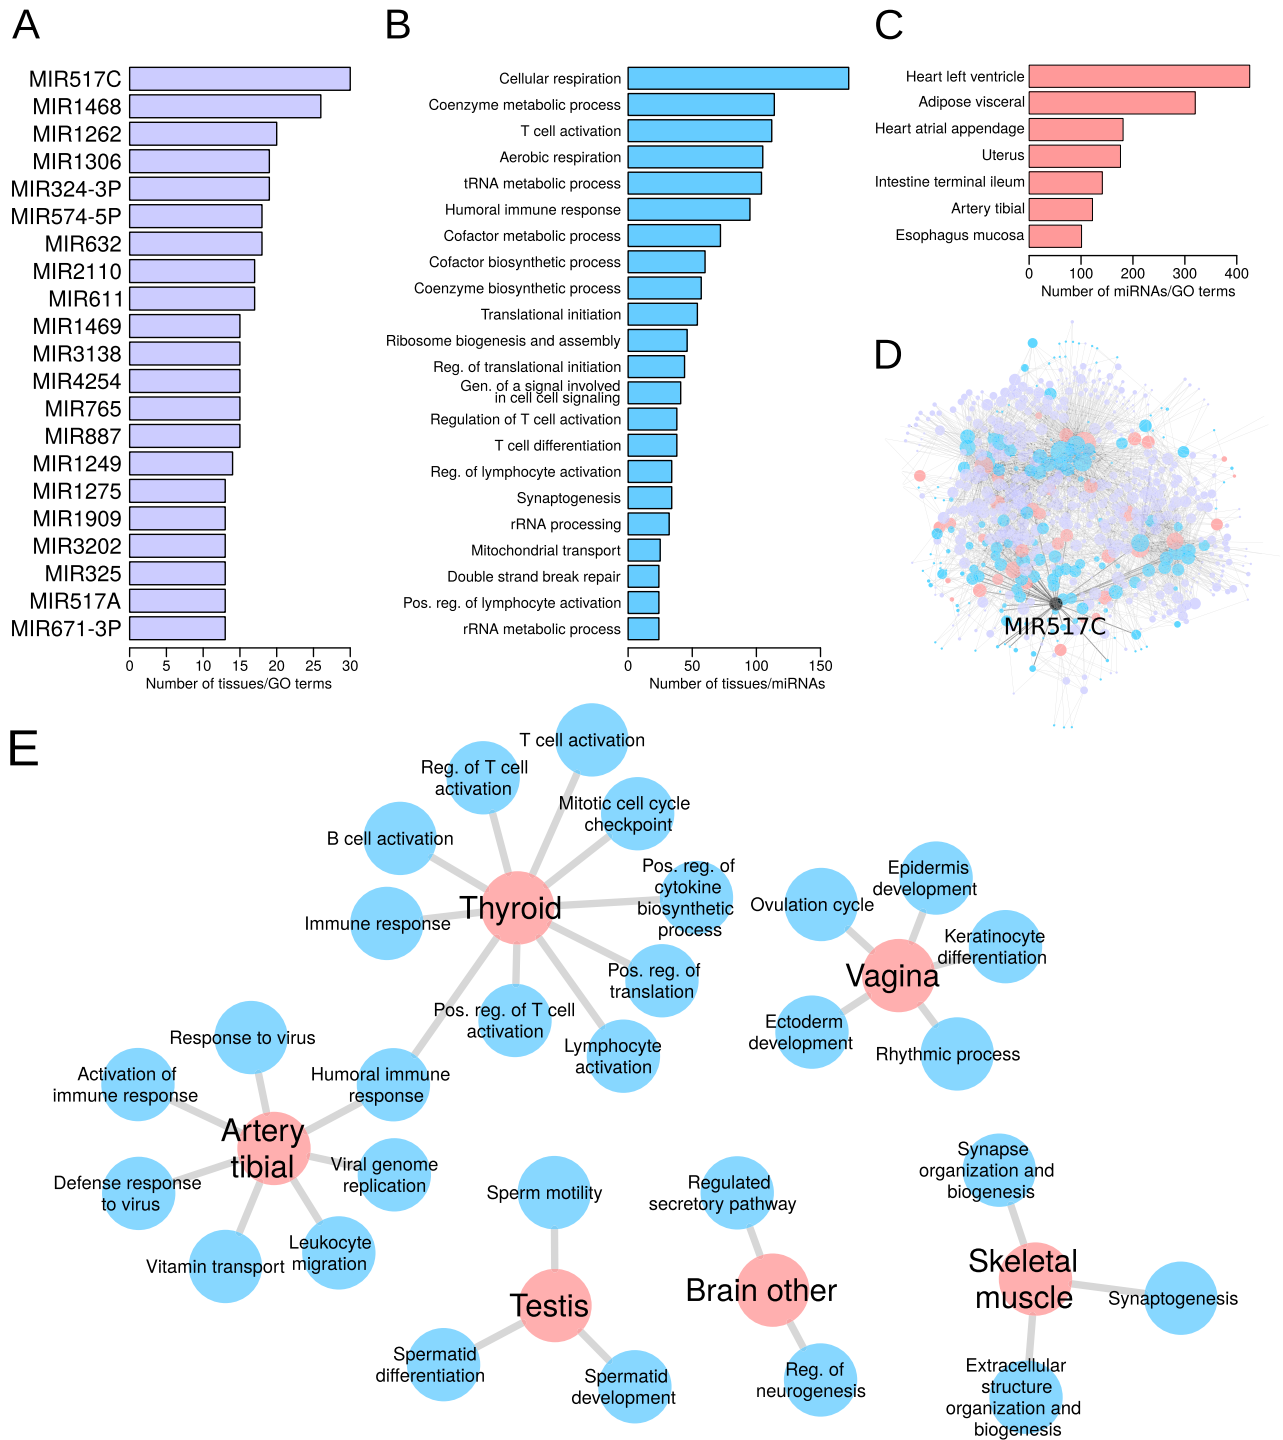 A
MIR517C
MIR1468
MIR1262
MIR1306
MIR324-3P
MIR574-5P
MIR632
MIR2110
MIR611
MIR1469
MIR3138
MIR4254
MIR765
MIR887
MIR1249
MIR1275
MIR1909
MIR3202
MIR325
MIR517A
MIR671-3P
0 5 10 15 20 25 30
Number of tissues/GO terms
B
Cellular respiration
Coenzyme metabolic process
T cell activation
Aerobic respiration
tRNA metabolic process
Humoral immune response
Cofactor metabolic process
Cofactor biosynthetic process
Coenzyme biosynthetic process
Translational initiation
Ribosome biogenesis and assembly
Reg. of translational initiation
Gen. of a signal involved
in cell cell signaling
Regulation of T cell activation
T cell differentiation
Reg. of lymphocyte activation
Synaptogenesis
rRNA processing
Mitochondrial transport
Double strand break repair
Pos. reg. of lymphocyte activation
rRNA metabolic process
0 50 100 150
Number of tissues/miRNAs
C
Heart left ventricle
Adipose visceral
Heart atrial appendage
Uterus
Intestine terminal ileum
Artery tibial
Esophagus mucosa
0 100 200 300 400
Number of miRNAs/GO terms
D
MIR517C
E
T cell activation
Reg. of T cell
activation
Mitotic cell cycle
checkpoint
B cell activation
Pos. reg. of
cytokine
biosynthetic
process
Thyroid
Immune response
Pos. reg. of
translation
Pos. reg. of T cell
activation
Lymphocyte
activation
Humoral immune
response
Epidermis
development
Ovulation cycle
Keratinocyte
differentiation
Vagina
Ectoderm
development
Rhythmic process
Response to virus
Activation of
immune response
Artery
tibial
Viral genome
replication
Defense response
to virus
Leukocyte
migration
Vitamin transport
Sperm motility
Testis
Spermatid
differentiation
Spermatid
development
Regulated
secretory pathway
Brain other
Reg. of
neurogenesis
Synapse
organization and
biogenesis
Skeletal
muscle
Synaptogenesis
Extracellular
structure
organization and
biogenesis